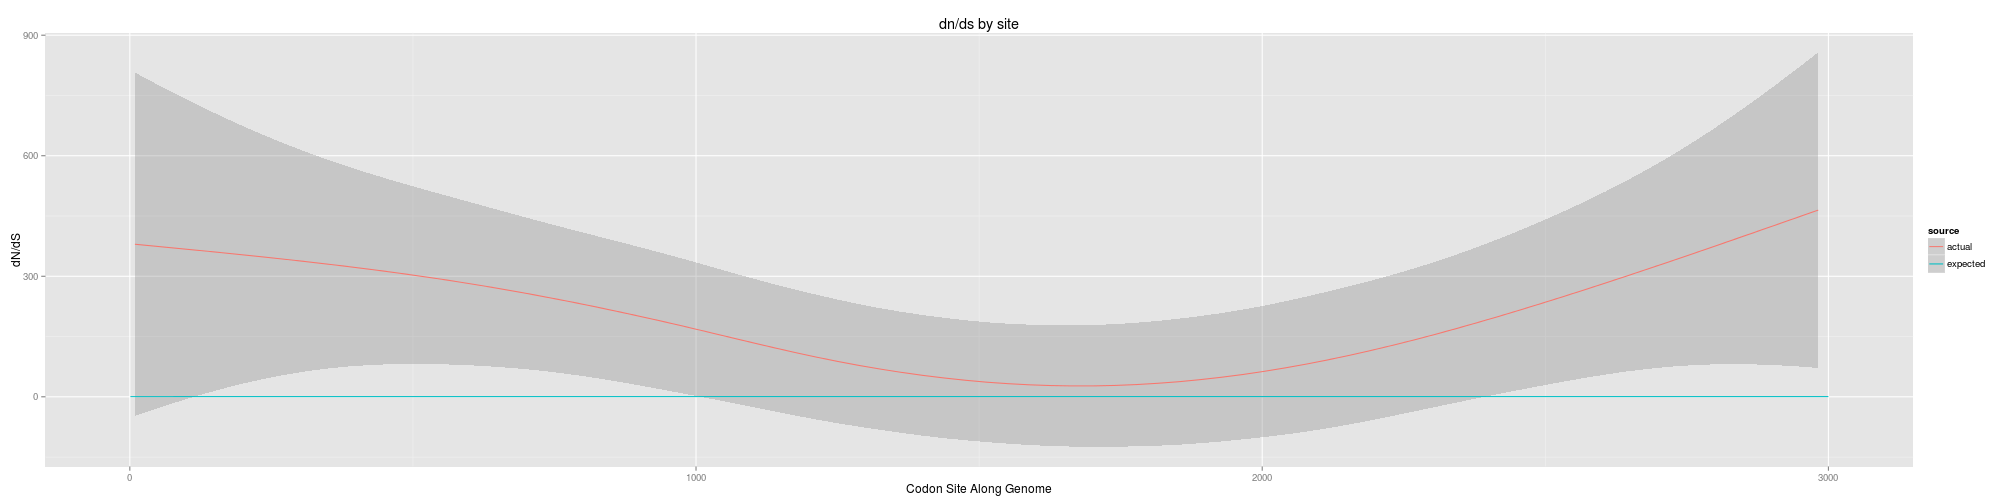 dn/ds by site
900
600
300
0
dN/dS
0
1000
2000
3000
Codon Site Along Genome
source
actual
expected